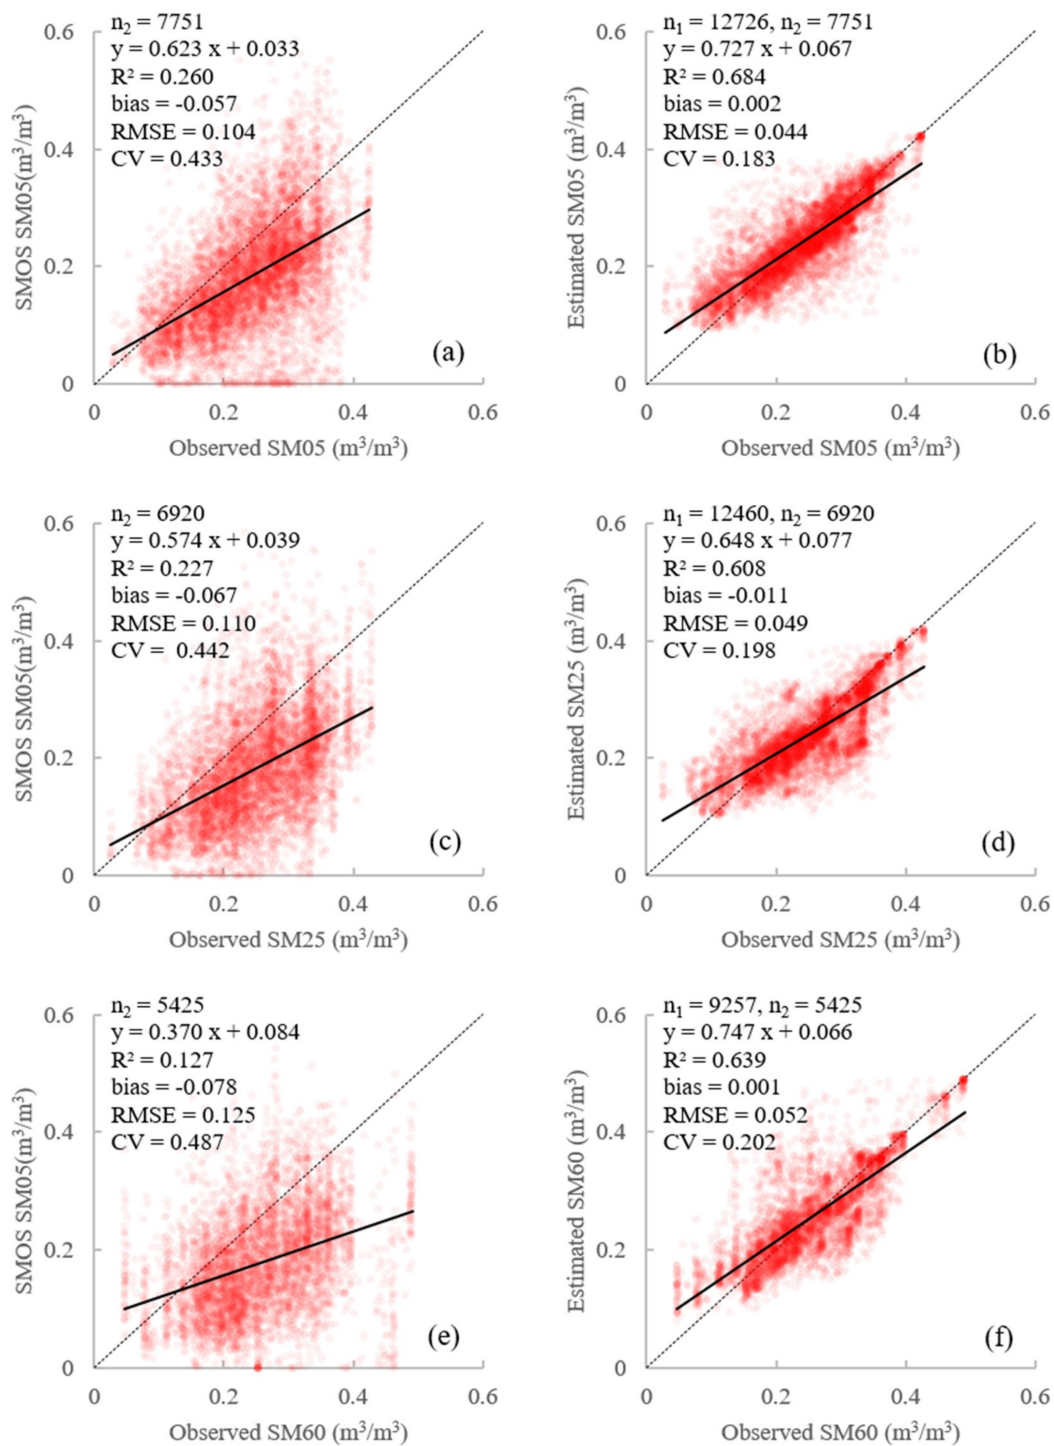 n₂ = 7751
y = 0.623 x + 0.033
R² = 0.260
bias = -0.057
RMSE = 0.104
CV = 0.433
0.6
0.4
0.2
0
SMOS SM05(m³/m³)
(a)
0 0.2 0.4 0.6
Observed SM05 (m³/m³)
n₁ = 12726, n₂ = 7751
y = 0.727 x + 0.067
R² = 0.684
bias = 0.002
RMSE = 0.044
CV = 0.183
0.6
0.4
0.2
0
Estimated SM05 (m³/m³)
(b)
0 0.2 0.4 0.6
Observed SM05 (m³/m³)
n₂ = 6920
y = 0.574 x + 0.039
R² = 0.227
bias = -0.067
RMSE = 0.110
CV =  0.442
0.6
0.4
0.2
0
SMOS SM05(m³/m³)
(c)
0 0.2 0.4 0.6
Observed SM25 (m³/m³)
n₁ = 12460, n₂ = 6920
y = 0.648 x + 0.077
R² = 0.608
bias = -0.011
RMSE = 0.049
CV = 0.198
0.6
0.4
0.2
0
Estimated SM25 (m³/m³)
(d)
0 0.2 0.4 0.6
Observed SM25 (m³/m³)
n₂ = 5425
y = 0.370 x + 0.084
R² = 0.127
bias = -0.078
RMSE = 0.125
CV = 0.487
0.6
0.4
0.2
0
SMOS SM05(m³/m³)
(e)
0 0.2 0.4 0.6
Observed SM60 (m³/m³)
n₁ = 9257, n₂ = 5425
y = 0.747 x + 0.066
R² = 0.639
bias = 0.001
RMSE = 0.052
CV = 0.202
0.6
0.4
0.2
0
Estimated SM60 (m³/m³)
(f)
0 0.2 0.4 0.6
Observed SM60 (m³/m³)